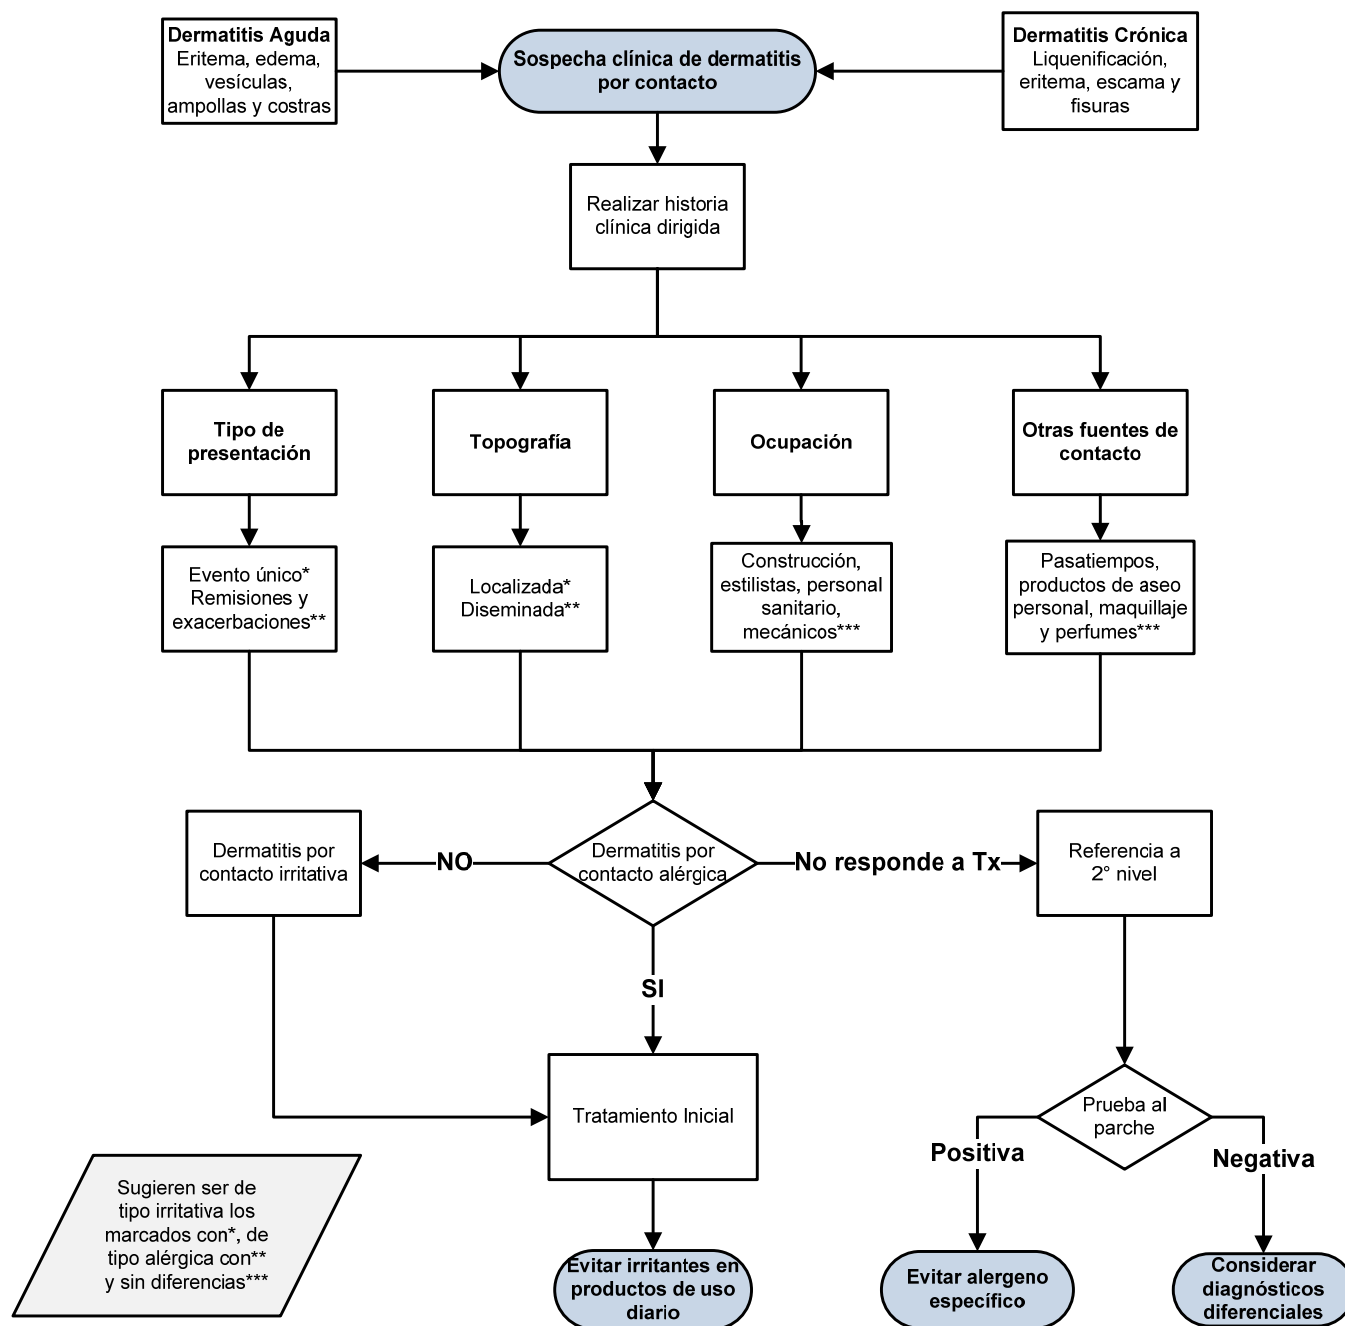 Dermatitis Aguda
Eritema, edema,
vesículas,
ampollas y costras
Sospecha clínica de dermatitis
por contacto
Dermatitis Crónica
Liquenificación,
eritema, escama y
fisuras
Realizar historia
clínica dirigida
Tipo de
presentación
Topografía
Ocupación
Otras fuentes de
contacto
Evento único*
Remisiones y
exacerbaciones**
Localizada*
Diseminada**
Construcción,
estilistas, personal
sanitario,
mecánicos***
Pasatiempos,
productos de aseo
personal, maquillaje
y perfumes***
Dermatitis por
contacto irritativa
NO
Dermatitis por
contacto alérgica
No responde a Tx
Referencia a
2° nivel
SI
Tratamiento Inicial
Prueba al
parche
Positiva
Negativa
Sugieren ser de
tipo irritativa los
marcados con*, de
tipo alérgica con**
y sin diferencias***
Evitar irritantes en
productos de uso
diario
Evitar alergeno
específico
Considerar
diagnósticos
diferenciales